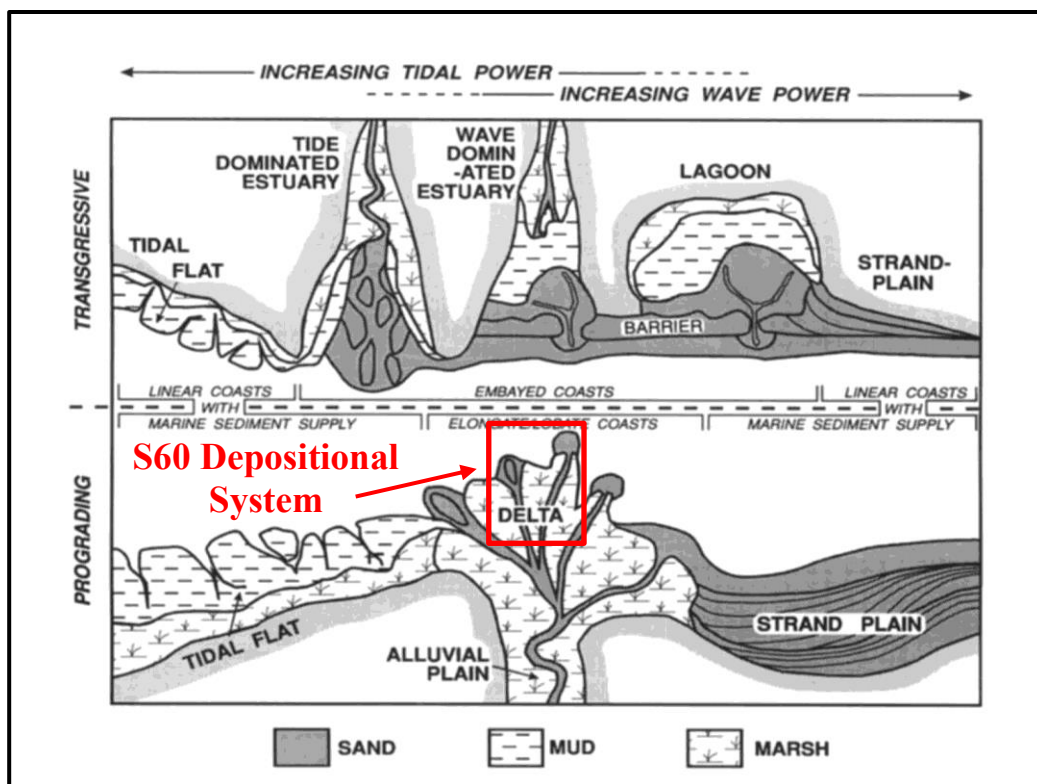 INCREASING TIDAL POWER
INCREASING WAVE POWER
TRANSGRESSIVE
TIDE
DOMINATED
ESTUARY
WAVE
DOMIN
-ATED
ESTUARY
LAGOON
TIDAL
FLAT
STRAND-
PLAIN
BARRIER
LINEAR COASTS
EMBAYED COASTS
LINEAR COASTS
WITH
WITH
MARINE SEDIMENT SUPPLY
ELONGATE/LOBATE COASTS
MARINE SEDIMENT SUPPLY
PROGRADING
S60 Depositional
System
DELTA
TIDAL FLAT
ALLUVIAL
PLAIN
STRAND PLAIN
SAND
MUD
MARSH